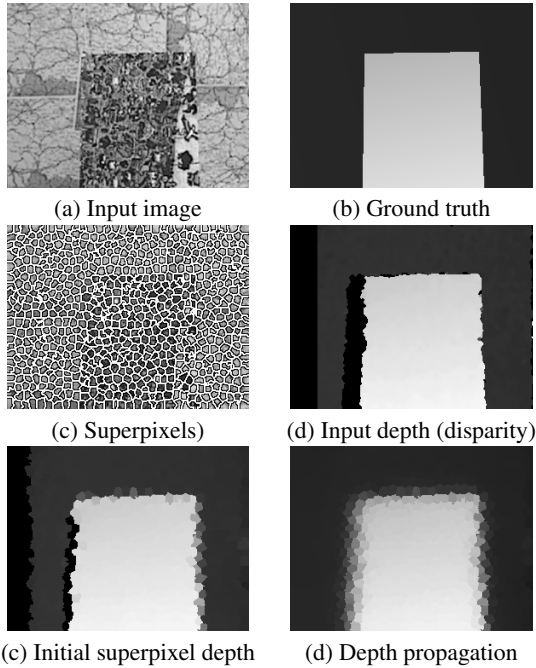 (a) Input image
(b) Ground truth
(c) Superpixels)
(d) Input depth (disparity)
(c) Initial superpixel depth
(d) Depth propagation